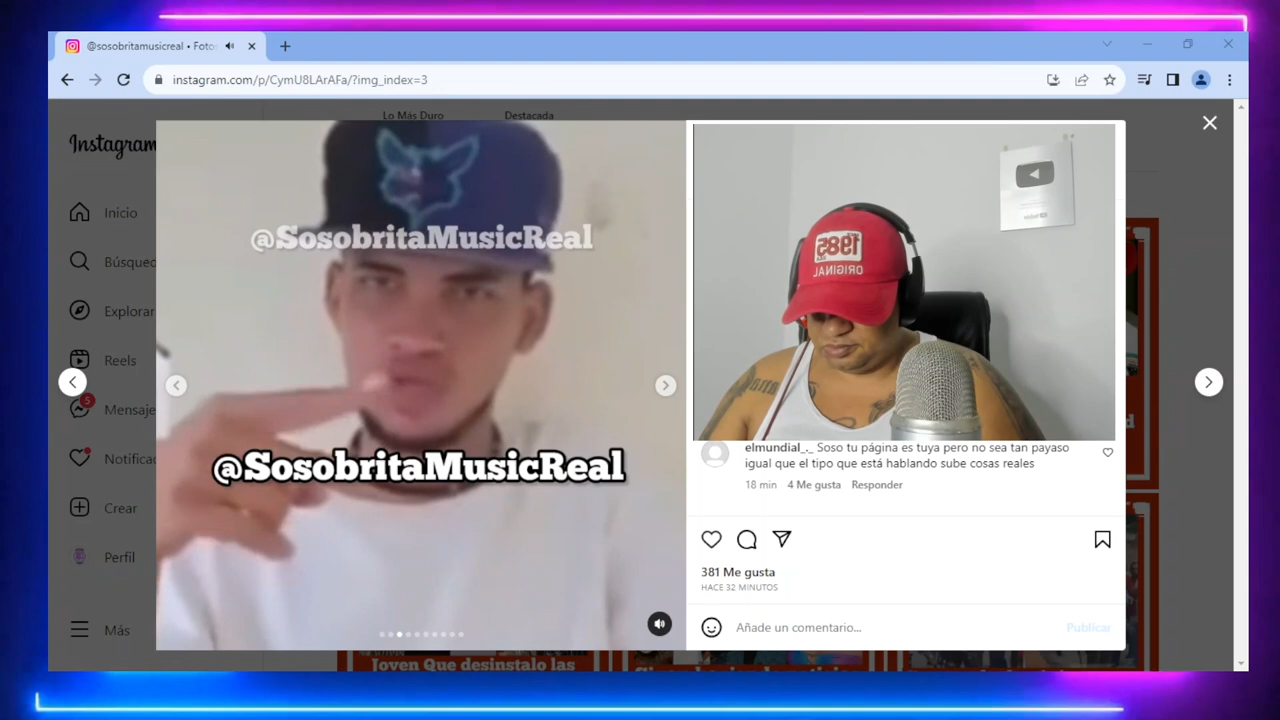 @sosobritamusicreal • Fotos
instagram.com/p/CymU8LArAFa/?img_index=3
Lo Más Duro
Destacada
Instagram
Inicio
Búsqued
Explorar
Reels
5
Mensaje
Notificac
Crear
Perfil
Más
@SosobritaMusicReal
@SosobritaMusicReal
1985
ORIGINAL
elmundial_._ Soso tu página es tuya pero no sea tan payaso
igual que el tipo que está hablando sube cosas reales
18 min 4 Me gusta Responder
381 Me gusta
HACE 32 MINUTOS
Añade un comentario...
Publicar
Joven Que desinstalo las